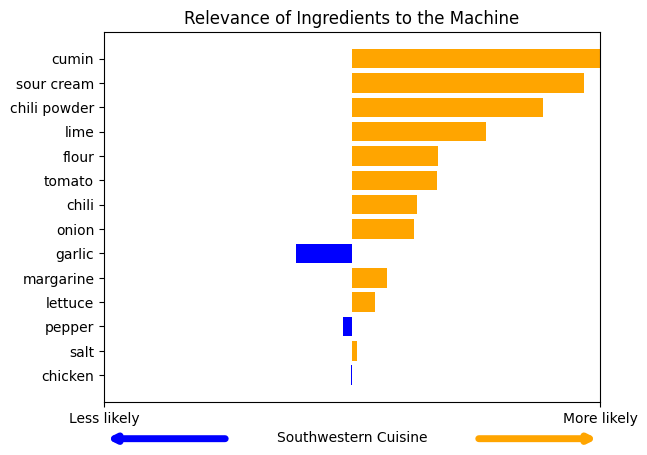 Relevance of Ingredients to the Machine
cumin
sour cream
chili powder
lime
flour
tomato
chili
onion
garlic
margarine
lettuce
pepper
salt
chicken
Less likely
More likely
Southwestern Cuisine